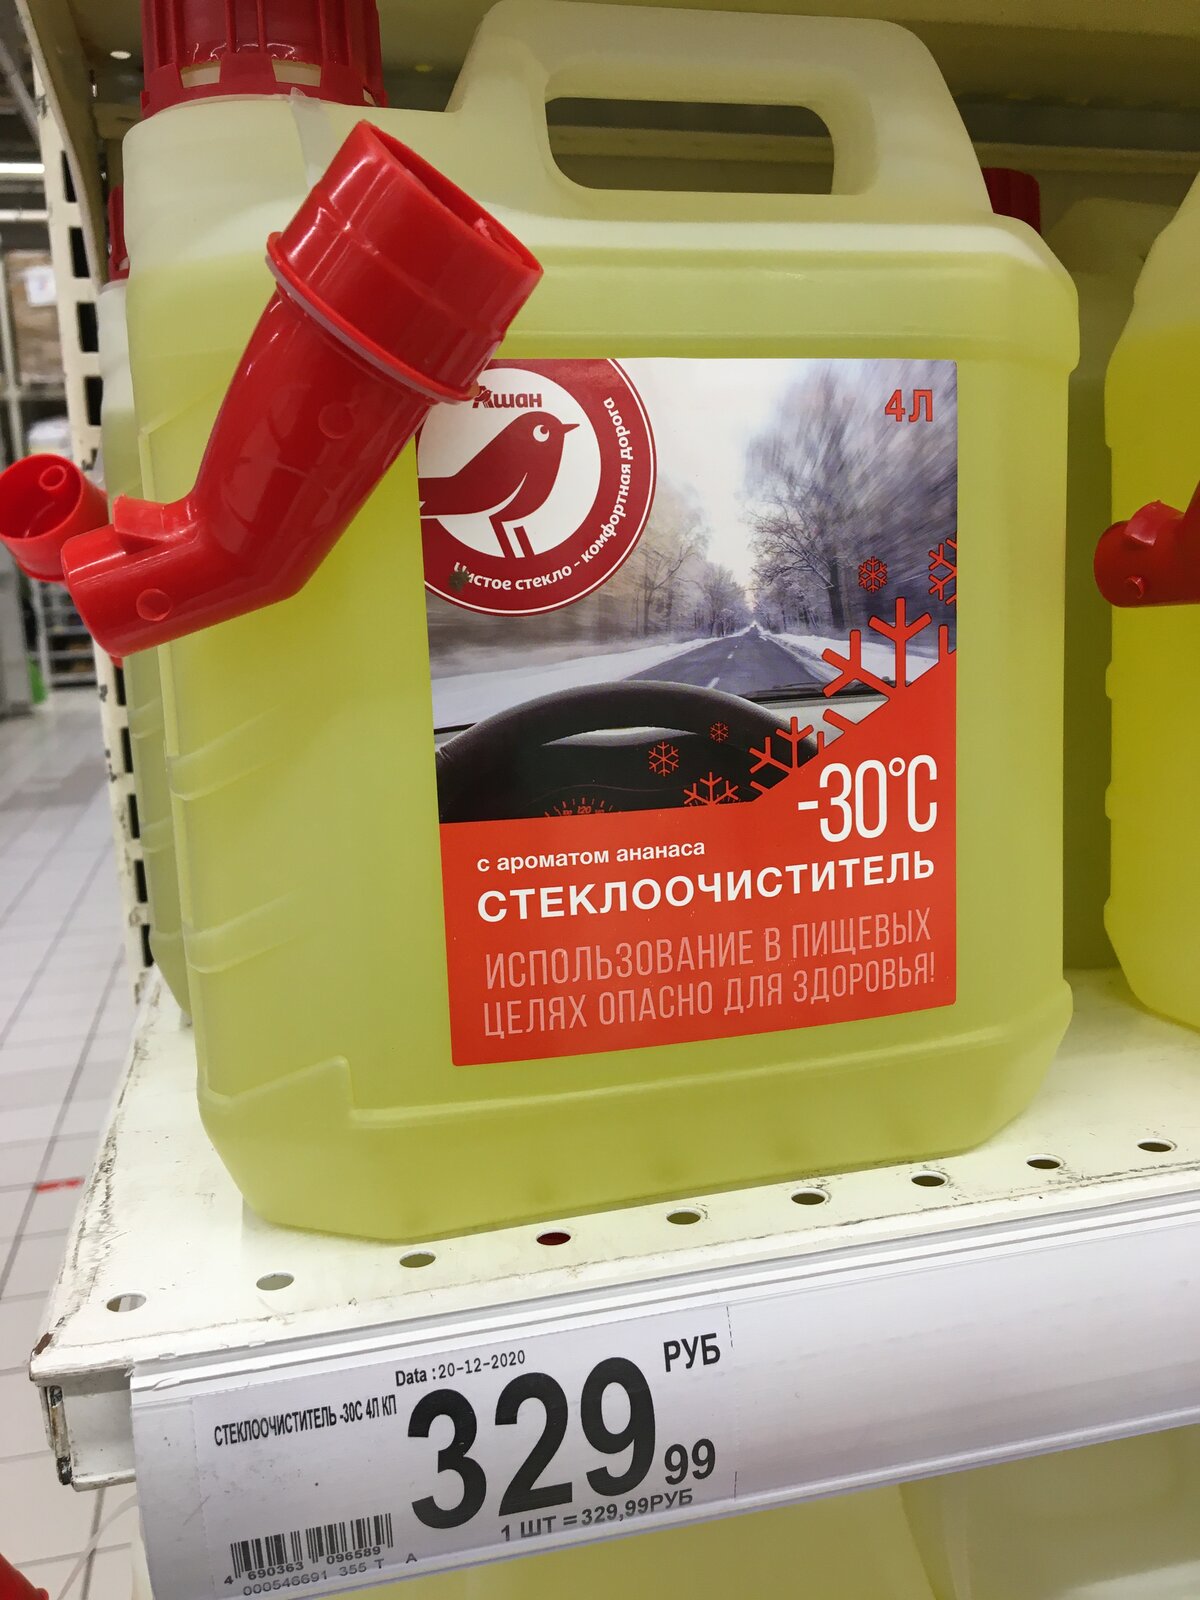 Ашан
Чистое стекло - комфортная дорога
4Л
-30°C
с ароматом ананаса
СТЕКЛООЧИСТИТЕЛЬ
ИСПОЛЬЗОВАНИЕ В ПИЩЕВЫХ
ЦЕЛЯХ ОПАСНО ДЛЯ ЗДОРОВЬЯ!
Data :20-12-2020
СТЕКЛООЧИСТИТЕЛЬ -30С 4Л КП
329 99 РУБ
1 ШТ = 329,99РУБ
4 690363 096589
000546691 355 T A